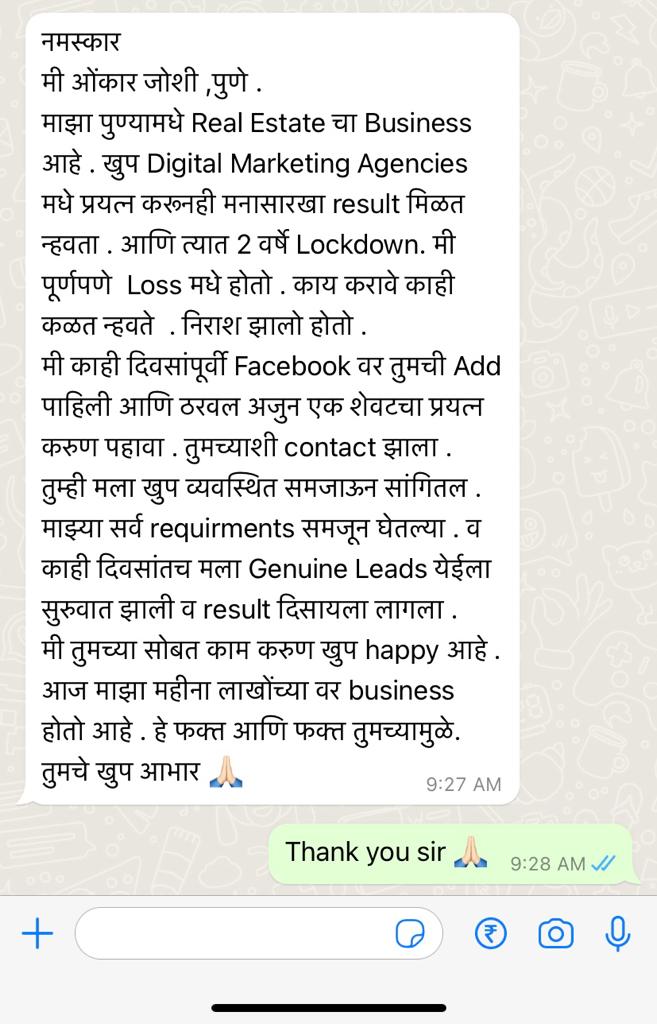 नमस्कार
मी ओंकार जोशी ,पुणे .
माझा पुण्यामधे Real Estate चा Business
आहे . खुप Digital Marketing Agencies
मधे प्रयत्न करूनही मनासारखा result मिळत
न्हवता . आणि त्यात 2 वर्षे Lockdown. मी
पूर्णपणे  Loss मधे होतो . काय करावे काही
कळत न्हवते  . निराश झालो होतो .
मी काही दिवसांपूर्वी Facebook वर तुमची Add
पाहिली आणि ठरवल अजुन एक शेवटचा प्रयत्न
करुण पहावा . तुमच्याशी contact झाला .
तुम्ही मला खुप व्यवस्थित समजाऊन सांगितल .
माझ्या सर्व requirments समजून घेतल्या . व
काही दिवसांतच मला Genuine Leads येईला
सुरुवात झाली व result दिसायला लागला .
मी तुमच्या सोबत काम करुण खुप happy आहे .
आज माझा महीना लाखोंच्या वर business
होतो आहे . हे फक्त आणि फक्त तुमच्यामुळे.
तुमचे खुप आभार 🙏🏻
9:27 AM
Thank you sir 🙏🏻
9:28 AM